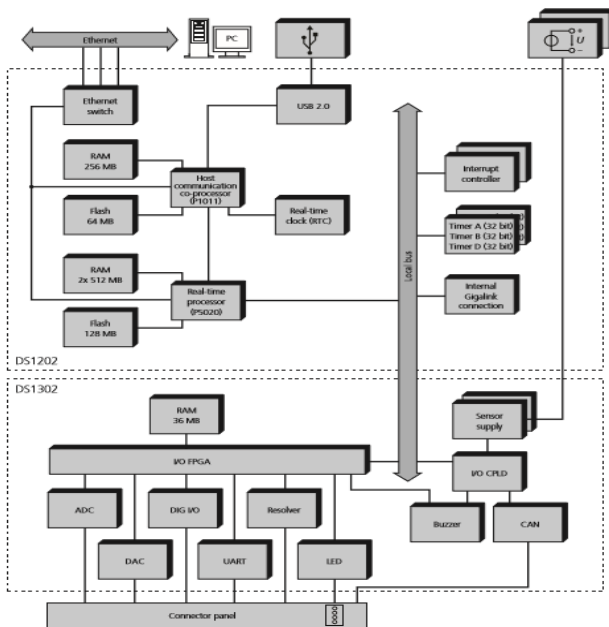 Ethernet
PC
+
U
−
Ethernet
switch
USB 2.0
RAM
256 MB
Host
communication
co-processor
(P1011)
Interrupt
controller
Flash
64 MB
Real-time
clock (RTC)
Timer A (32 bit)
Timer B (32 bit)
Timer D (32 bit)
Local bus
RAM
2x 512 MB
Real-time
processor
(P5020)
Internal
Gigalink
connection
Flash
128 MB
DS1202
DS1302
RAM
36 MB
Sensor
supply
I/O FPGA
I/O CPLD
ADC
DIG I/O
Resolver
Buzzer
CAN
DAC
UART
LED
Connector panel